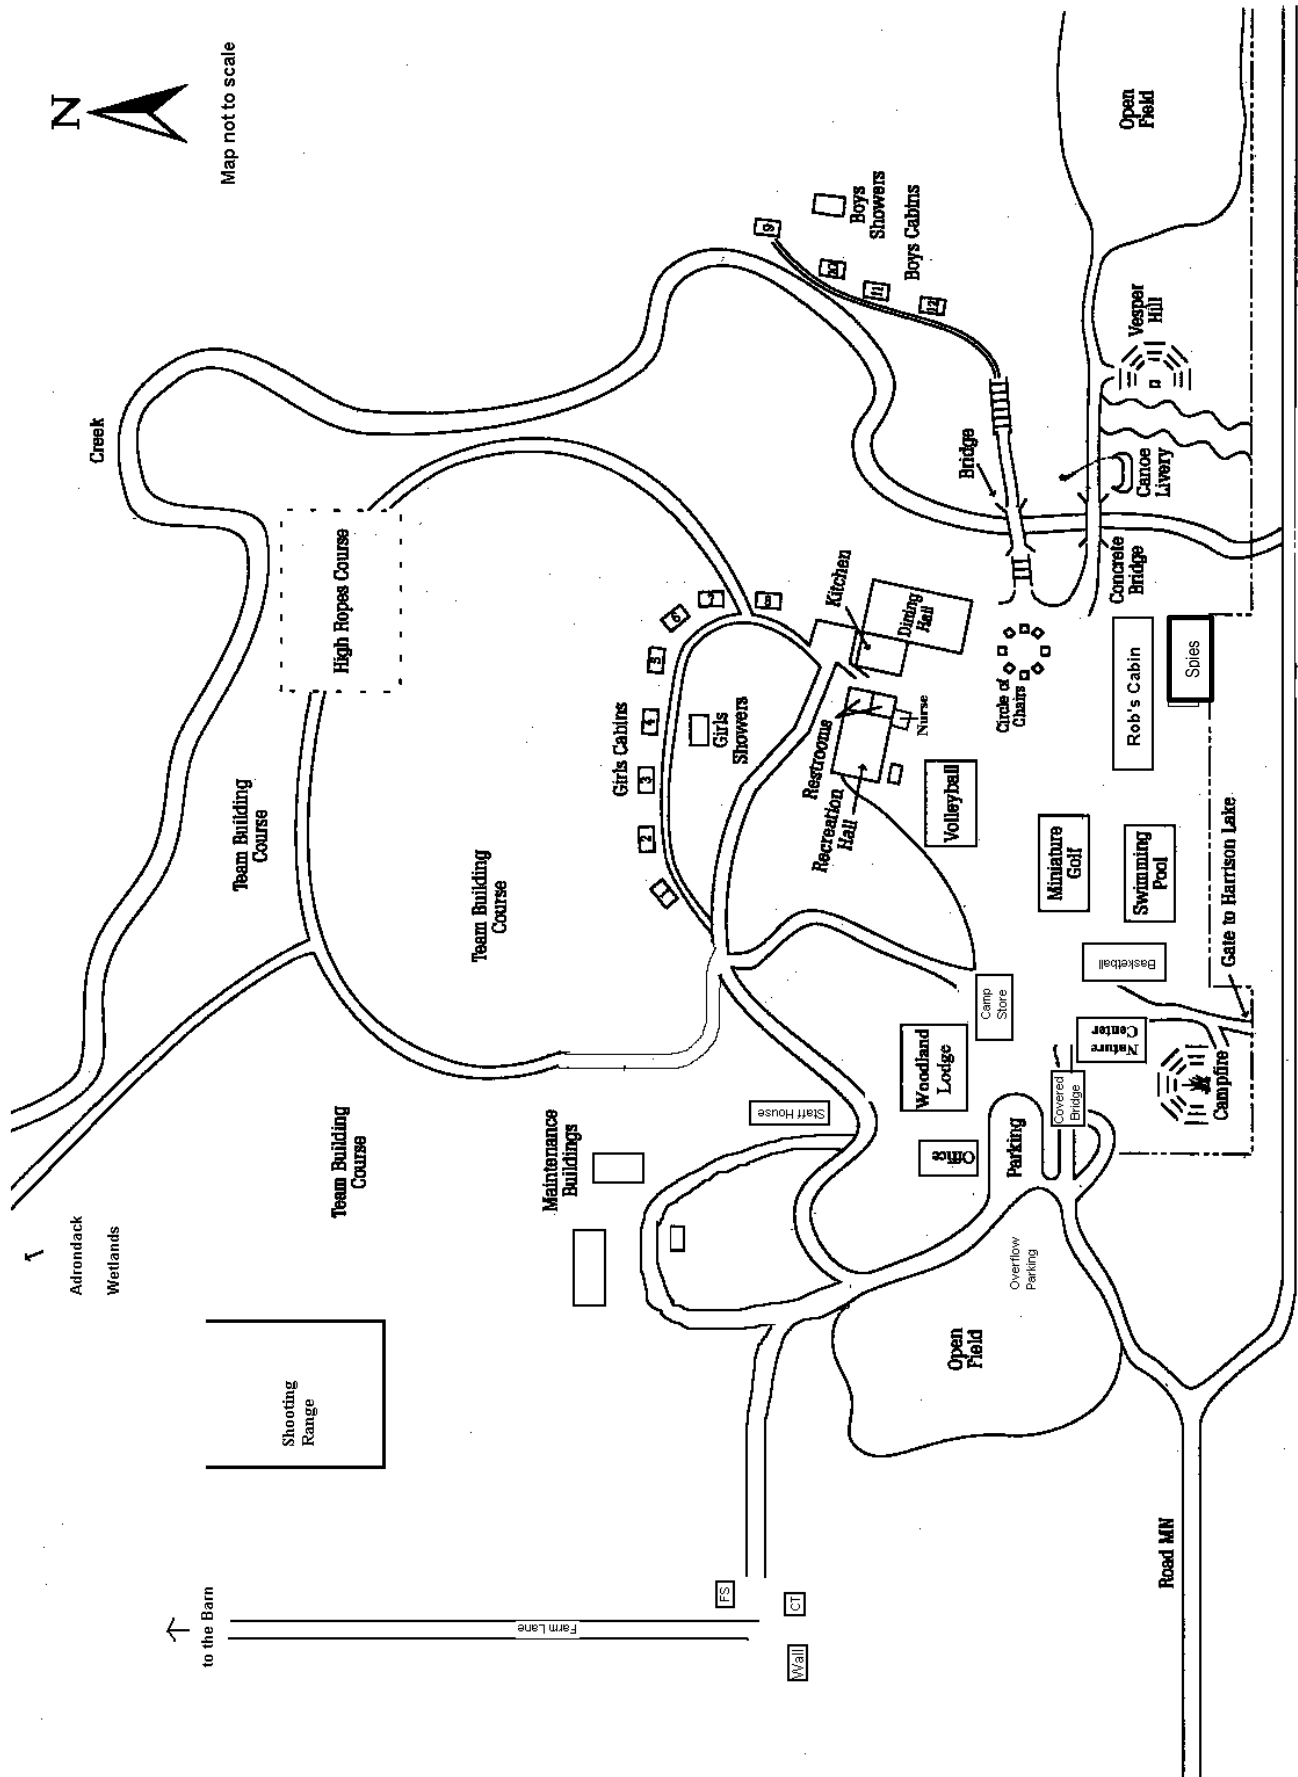 N
Map not to scale
Creek
Open
Field
9
Boys
Showers
10
11
12
Boys Cabins
Vesper
Hill
Bridge
Canoe
Livery
Concrete
Bridge
High Ropes Course
Kitchen
Dining
Hall
8
7
6
5
4
3
2
1
Girls Cabins
Girls
Showers
Restrooms
Nurse
Recreation
Hall
Circle of
Chairs
Rob's Cabin
Spies
Volleyball
Miniature
Golf
Swimming
Pool
Gate to Harrison Lake
Basketball
Team Building
Course
Team Building
Course
Team Building
Course
Camp
Store
Nature
Center
Woodland
Lodge
Covered
Bridge
Campfire
Staff House
Office
Parking
Maintenance
Buildings
Adrondack
Wetlands
Overflow
Parking
Open
Field
Shooting
Range
Road MN
to the Barn
Farm Lane
FS
CT
Wall